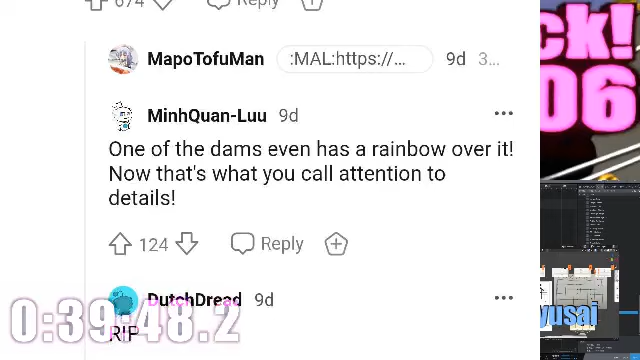 674
Reply
ck!
MapoTofuMan :MAL:https://... 9d 3...
06
MinhQuan-Luu 9d
One of the dams even has a rainbow over it!
Now that's what you call attention to
details!
124 Reply
DutchDread 9d
yusai
0:39:48.2
RIP